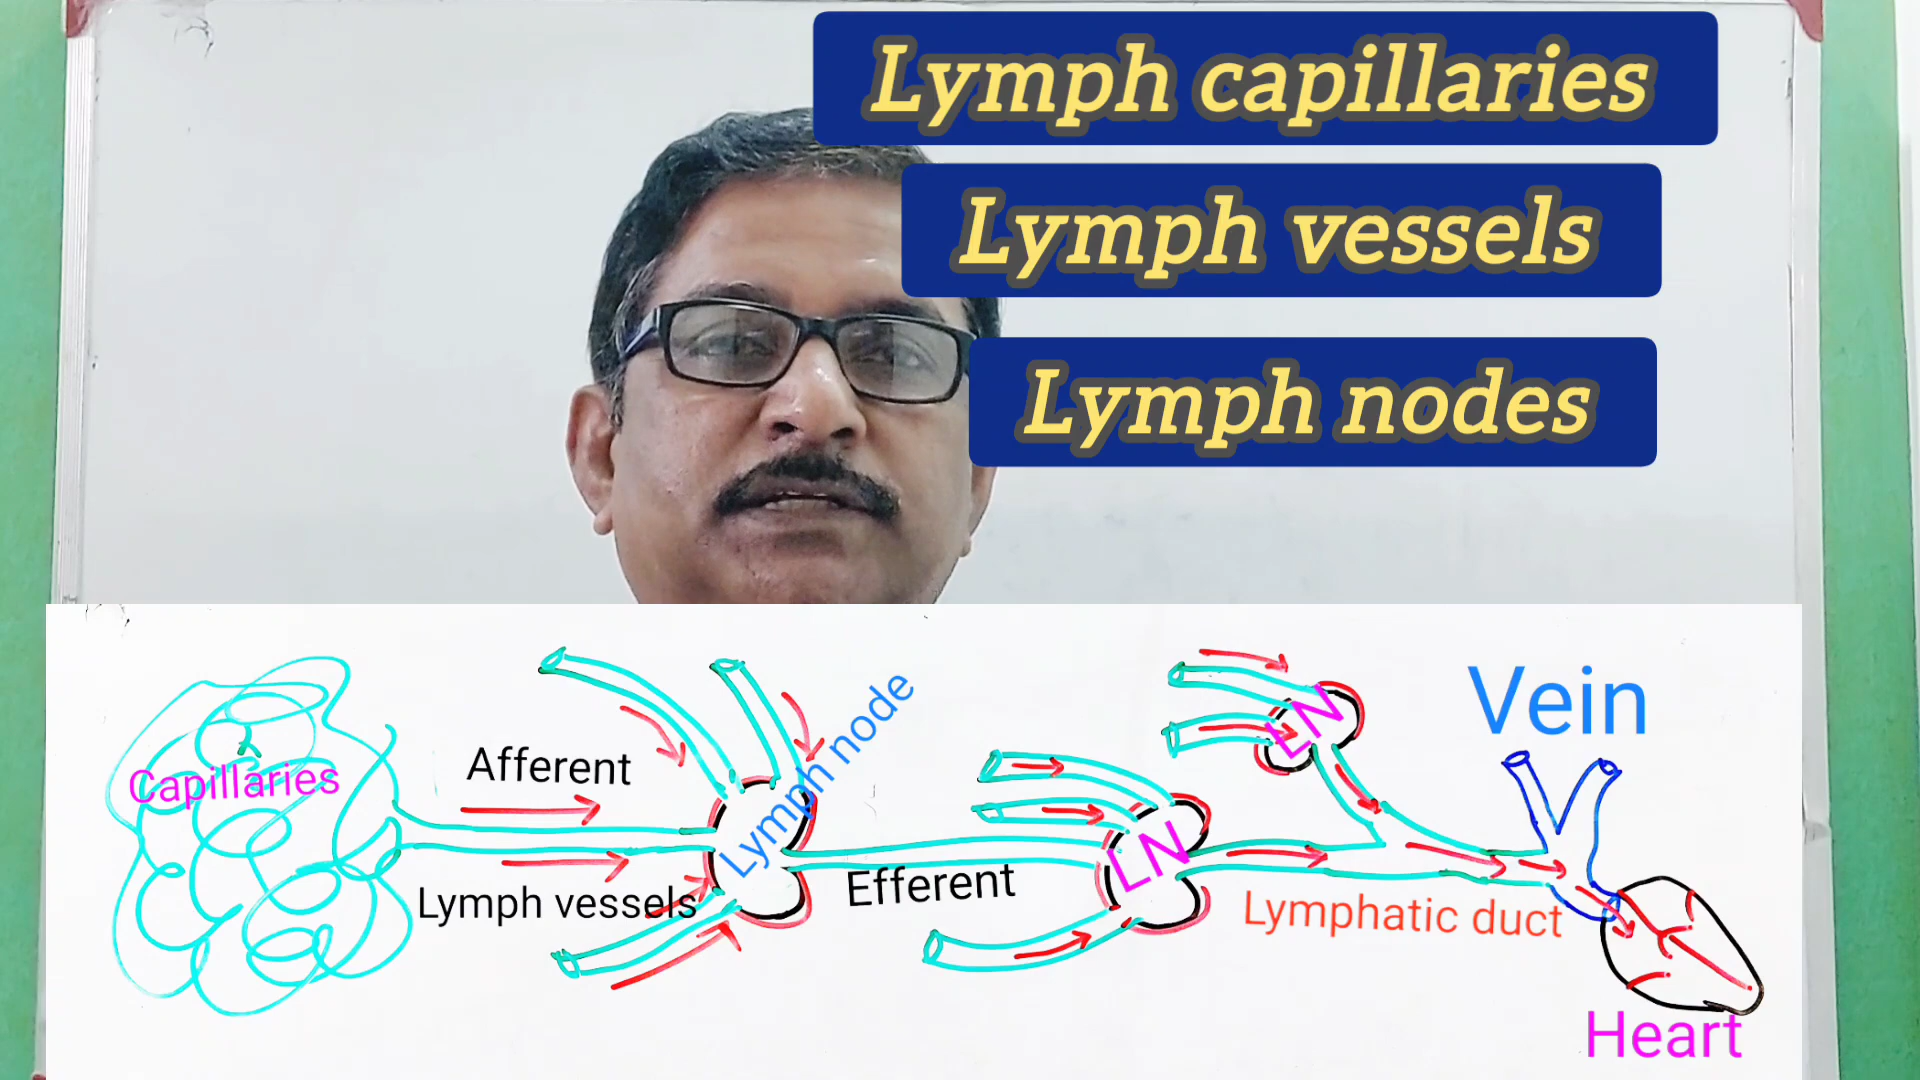 Lymph capillaries
Lymph vessels
Lymph nodes
Capillaries
Afferent
Lymph vessels
Lymph node
Efferent
LN
LN
Lymphatic duct
Vein
Heart